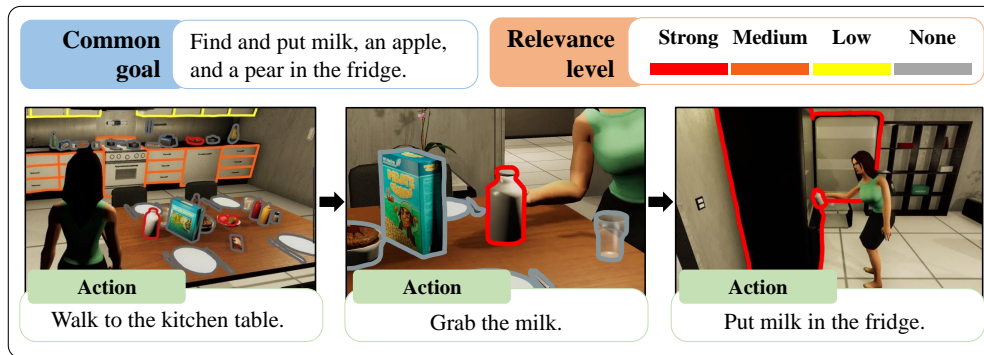 Common
goal
Find and put milk, an apple,
and a pear in the fridge.
Relevance
level
Strong Medium Low None
Action
Walk to the kitchen table.
Action
Grab the milk.
Action
Put milk in the fridge.